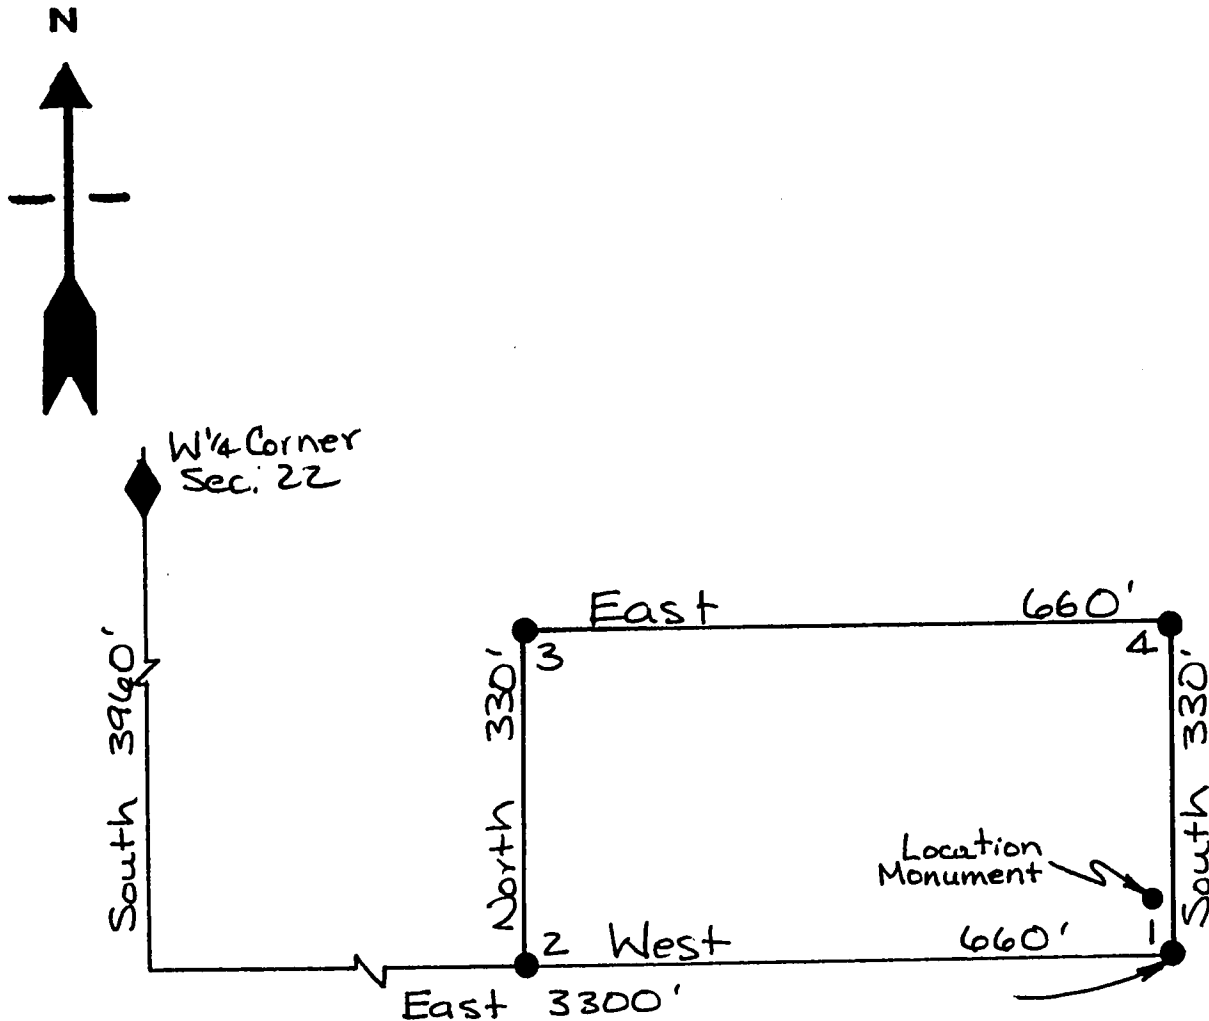 N
W 1/4 Corner
Sec. 22
East 660'
3
4
330'
330'
South 3960'
North
South
Location
Monument
1
2
West 660'
East 3300'